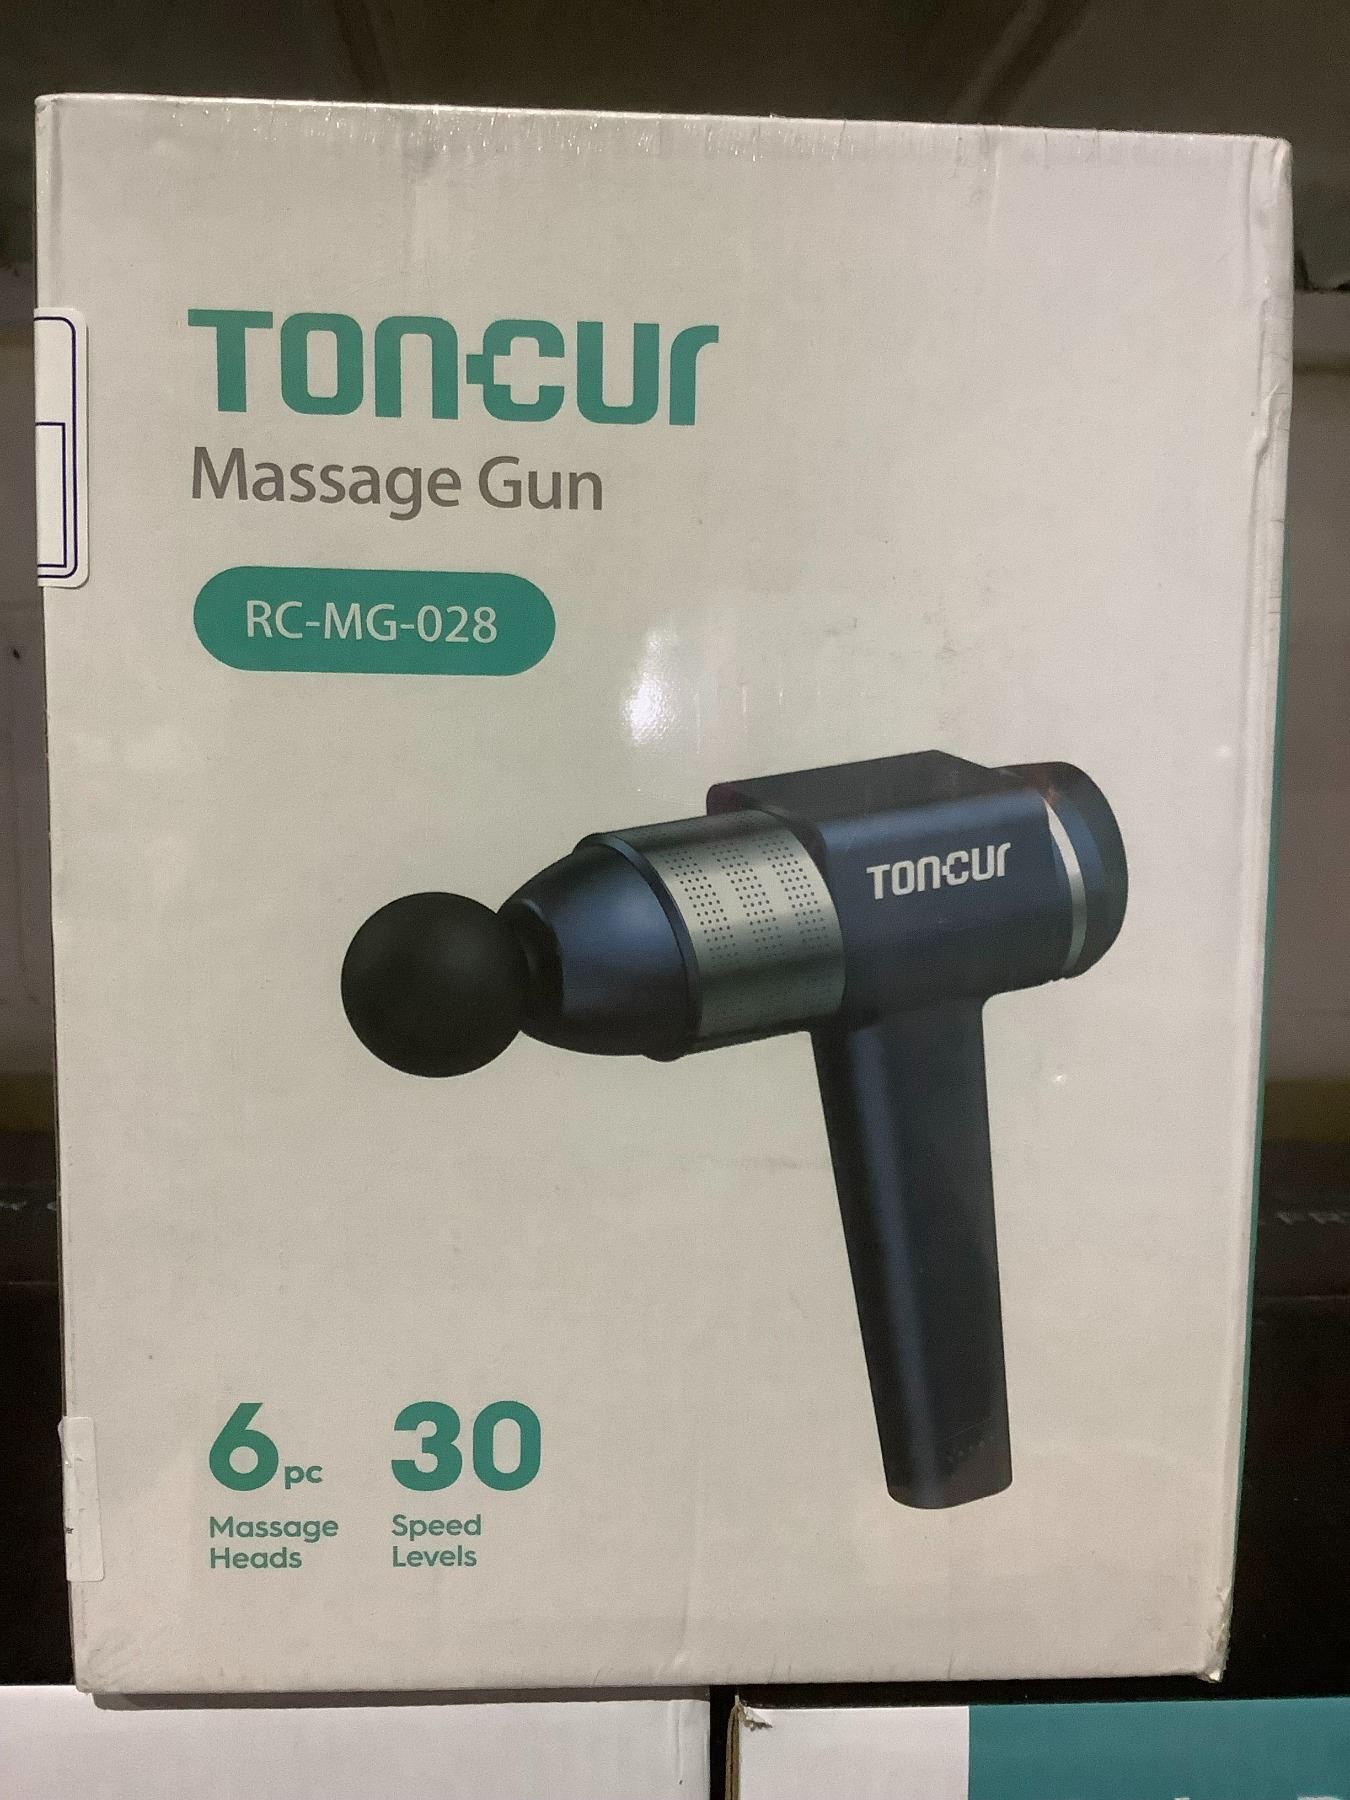 TONCUR
Massage Gun
RC-MG-028
TONCUR
6pc
Massage
Heads
30
Speed
Levels